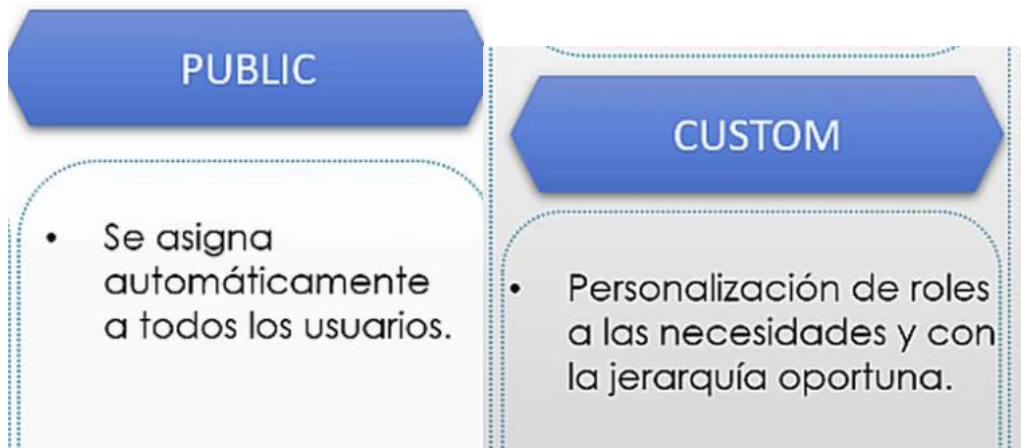 PUBLIC
• Se asigna
automáticamente
a todos los usuarios.
CUSTOM
• Personalización de roles
a las necesidades y con
la jerarquía oportuna.